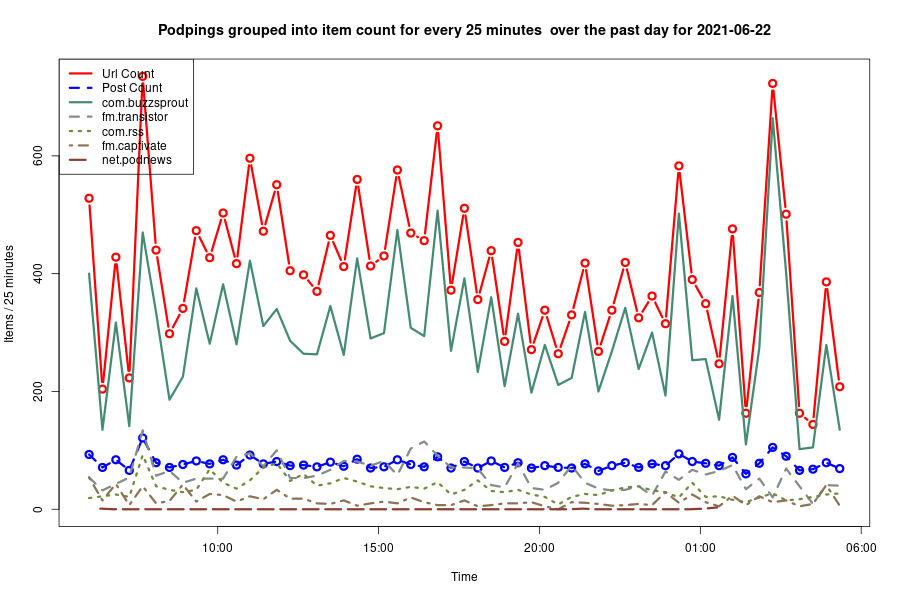 Podpings grouped into item count for every 25 minutes  over the past day for 2021-06-22
Url Count
Post Count
com.buzzsprout
fm.transistor
com.rss
fm.captivate
net.podnews
Items / 25 minutes
600
400
200
0
10:00 15:00 20:00 01:00 06:00
Time